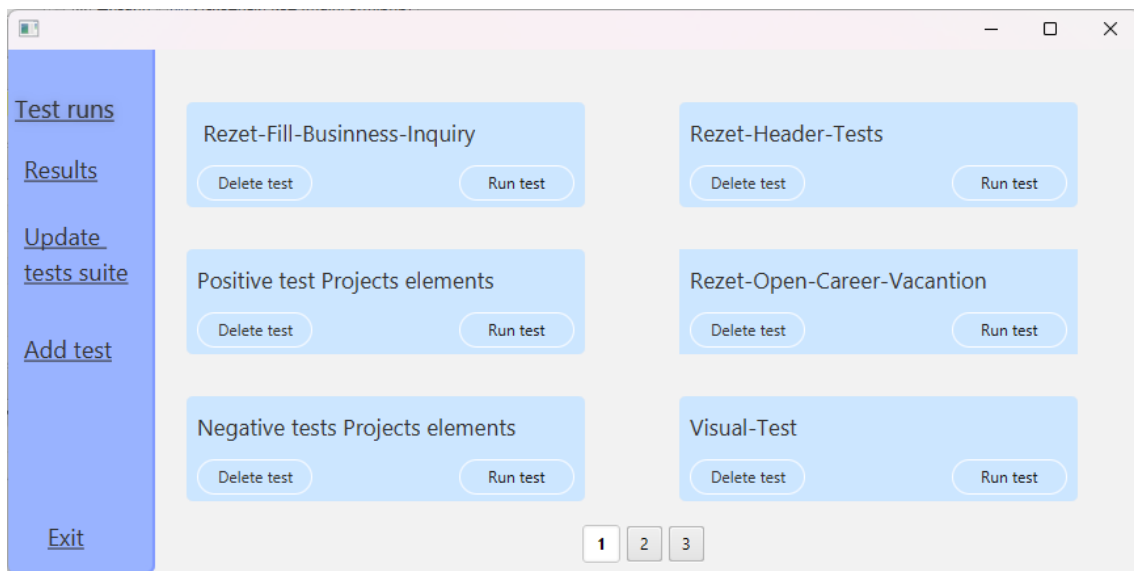 Test runs
Results
Update
tests suite
Add test
Exit
Rezet-Fill-Businness-Inquiry
Delete test
Run test
Rezet-Header-Tests
Delete test
Run test
Positive test Projects elements
Delete test
Run test
Rezet-Open-Career-Vacantion
Delete test
Run test
Negative tests Projects elements
Delete test
Run test
Visual-Test
Delete test
Run test
1 2 3